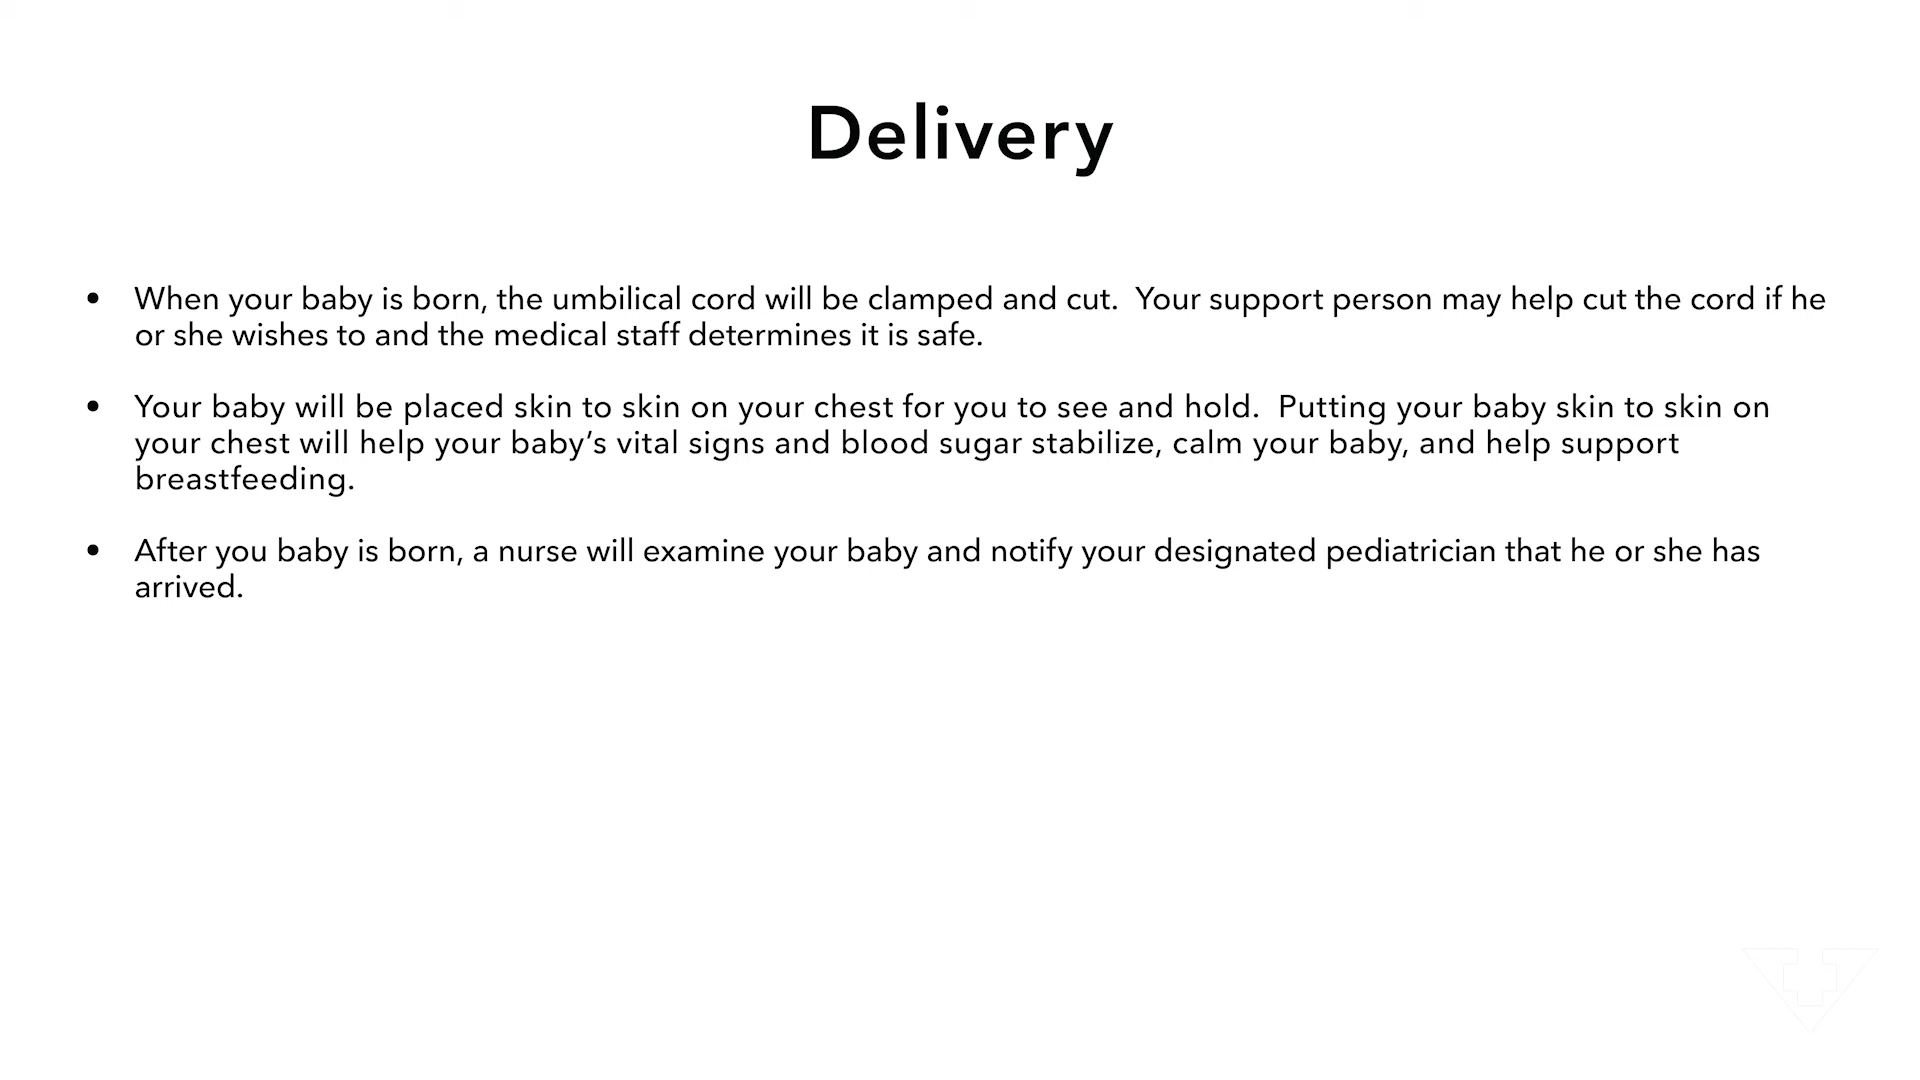 Delivery
• When your baby is born, the umbilical cord will be clamped and cut.  Your support person may help cut the cord if he
or she wishes to and the medical staff determines it is safe.
• Your baby will be placed skin to skin on your chest for you to see and hold.  Putting your baby skin to skin on
your chest will help your baby’s vital signs and blood sugar stabilize, calm your baby, and help support
breastfeeding.
• After you baby is born, a nurse will examine your baby and notify your designated pediatrician that he or she has
arrived.